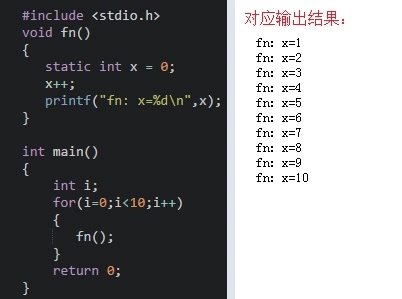 #include <stdio.h>
void fn()
{
static int x = 0;
x++;
printf("fn: x=%d\n",x);
}
int main()
{
int i;
for(i=0;i<10;i++)
{
fn();
}
return 0;
}
对应输出结果：
fn: x=1
fn: x=2
fn: x=3
fn: x=4
fn: x=5
fn: x=6
fn: x=7
fn: x=8
fn: x=9
fn: x=10